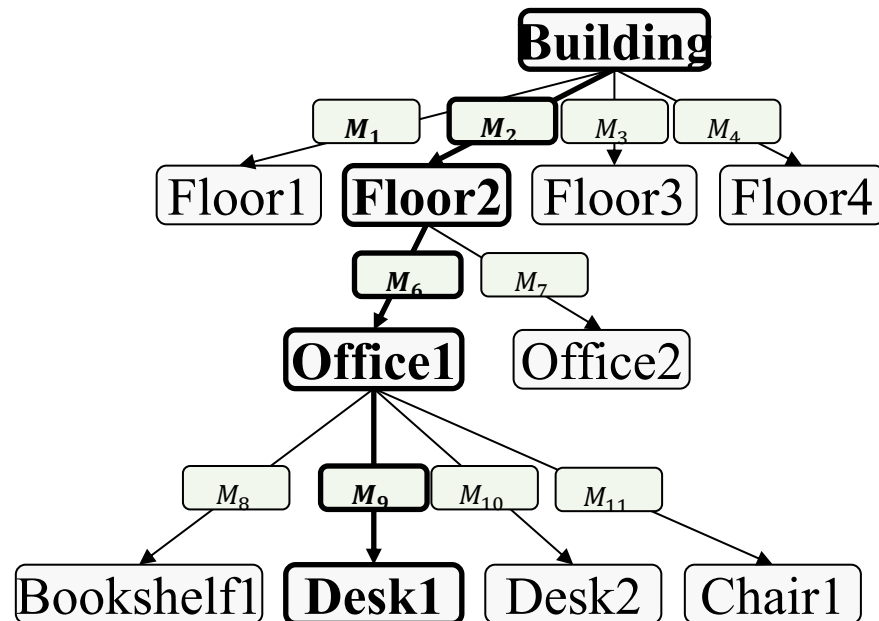 Building
M₁ M₂ M₃ M₄
Floor1 Floor2 Floor3 Floor4
M₆ M₇
Office1 Office2
M₈ M₉ M₁₀ M₁₁
Bookshelf1 Desk1 Desk2 Chair1